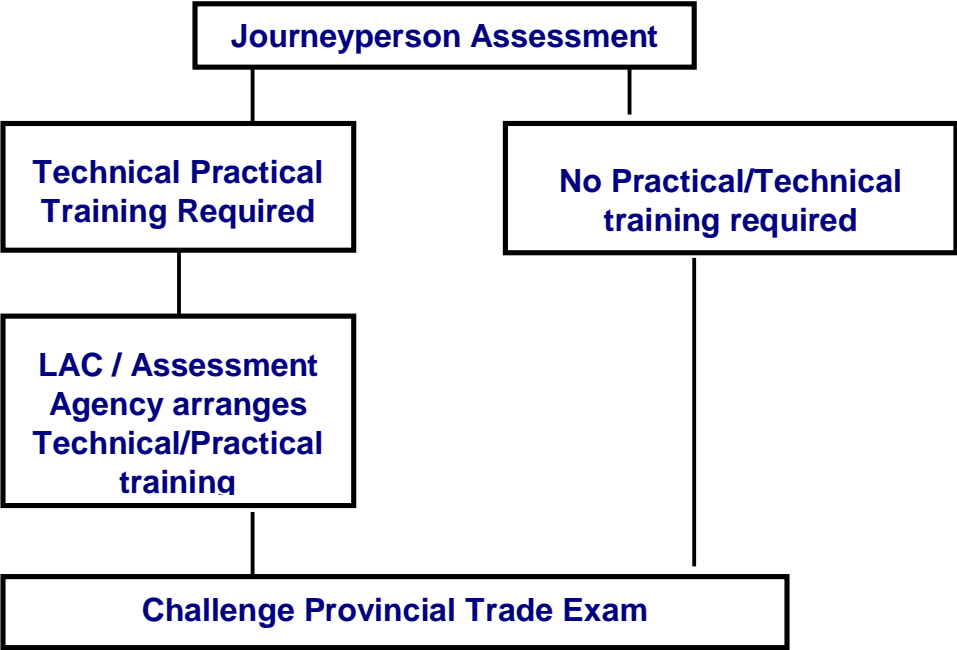 Journeyperson Assessment
Technical Practical
Training Required
No Practical/Technical
training required
LAC / Assessment
Agency arranges
Technical/Practical
training
Challenge Provincial Trade Exam